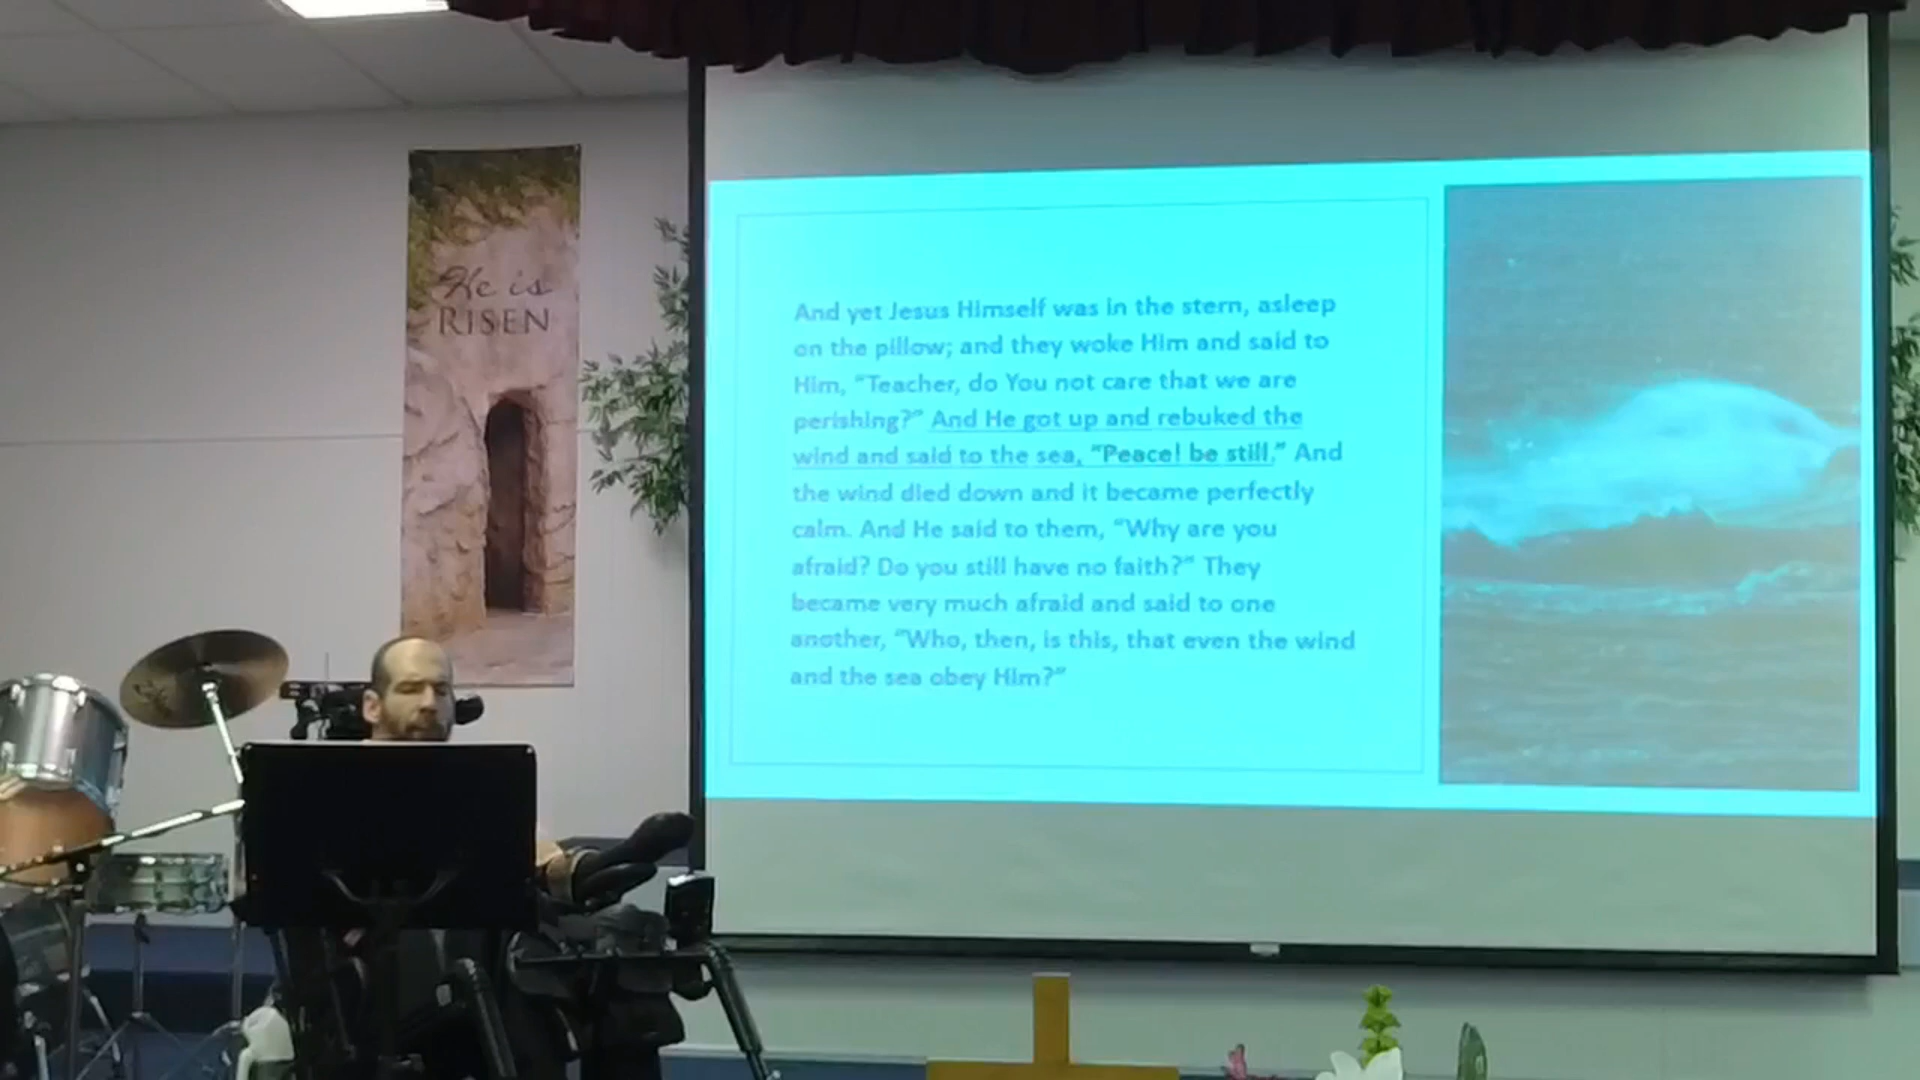 He is
RISEN
And yet Jesus Himself was in the stern, asleep
on the pillow; and they woke Him and said to
Him, “Teacher, do You not care that we are
perishing?” And He got up and rebuked the
wind and said to the sea, “Peace! be still.” And
the wind died down and it became perfectly
calm. And He said to them, “Why are you
afraid? Do you still have no faith?” They
became very much afraid and said to one
another, “Who, then, is this, that even the wind
and the sea obey Him?”